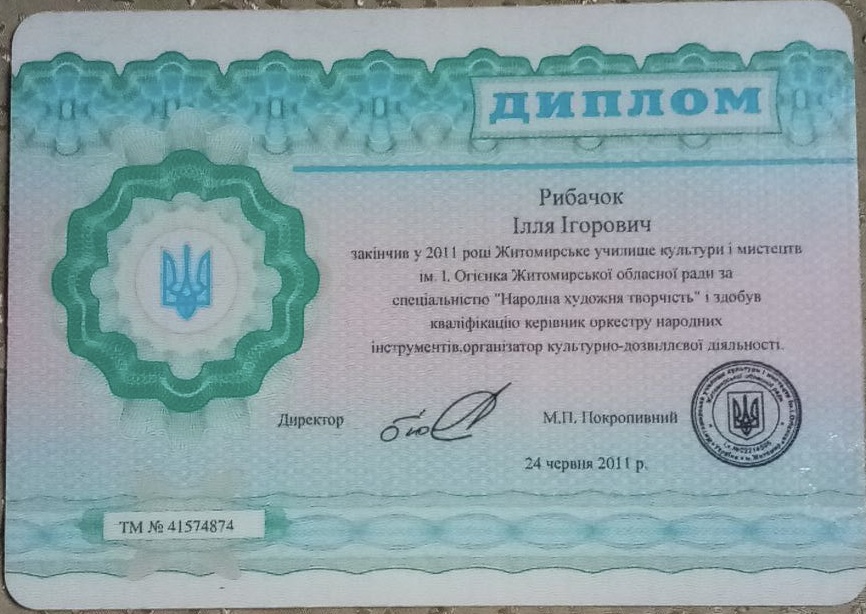 ДИПЛОМ
Рибачок
Ілля Ігорович
закінчив у 2011 році Житомирське училище культури і мистецтв
ім. І. Огієнка Житомирської обласної ради за
спеціальністю "Народна художня творчість" і здобув
кваліфікацію керівник оркестру народних
інструментів.організатор культурно-дозвіллєвої діяльності.
Директор
М.П. Покропивний
24 червня 2011 р.
ТМ № 41574874